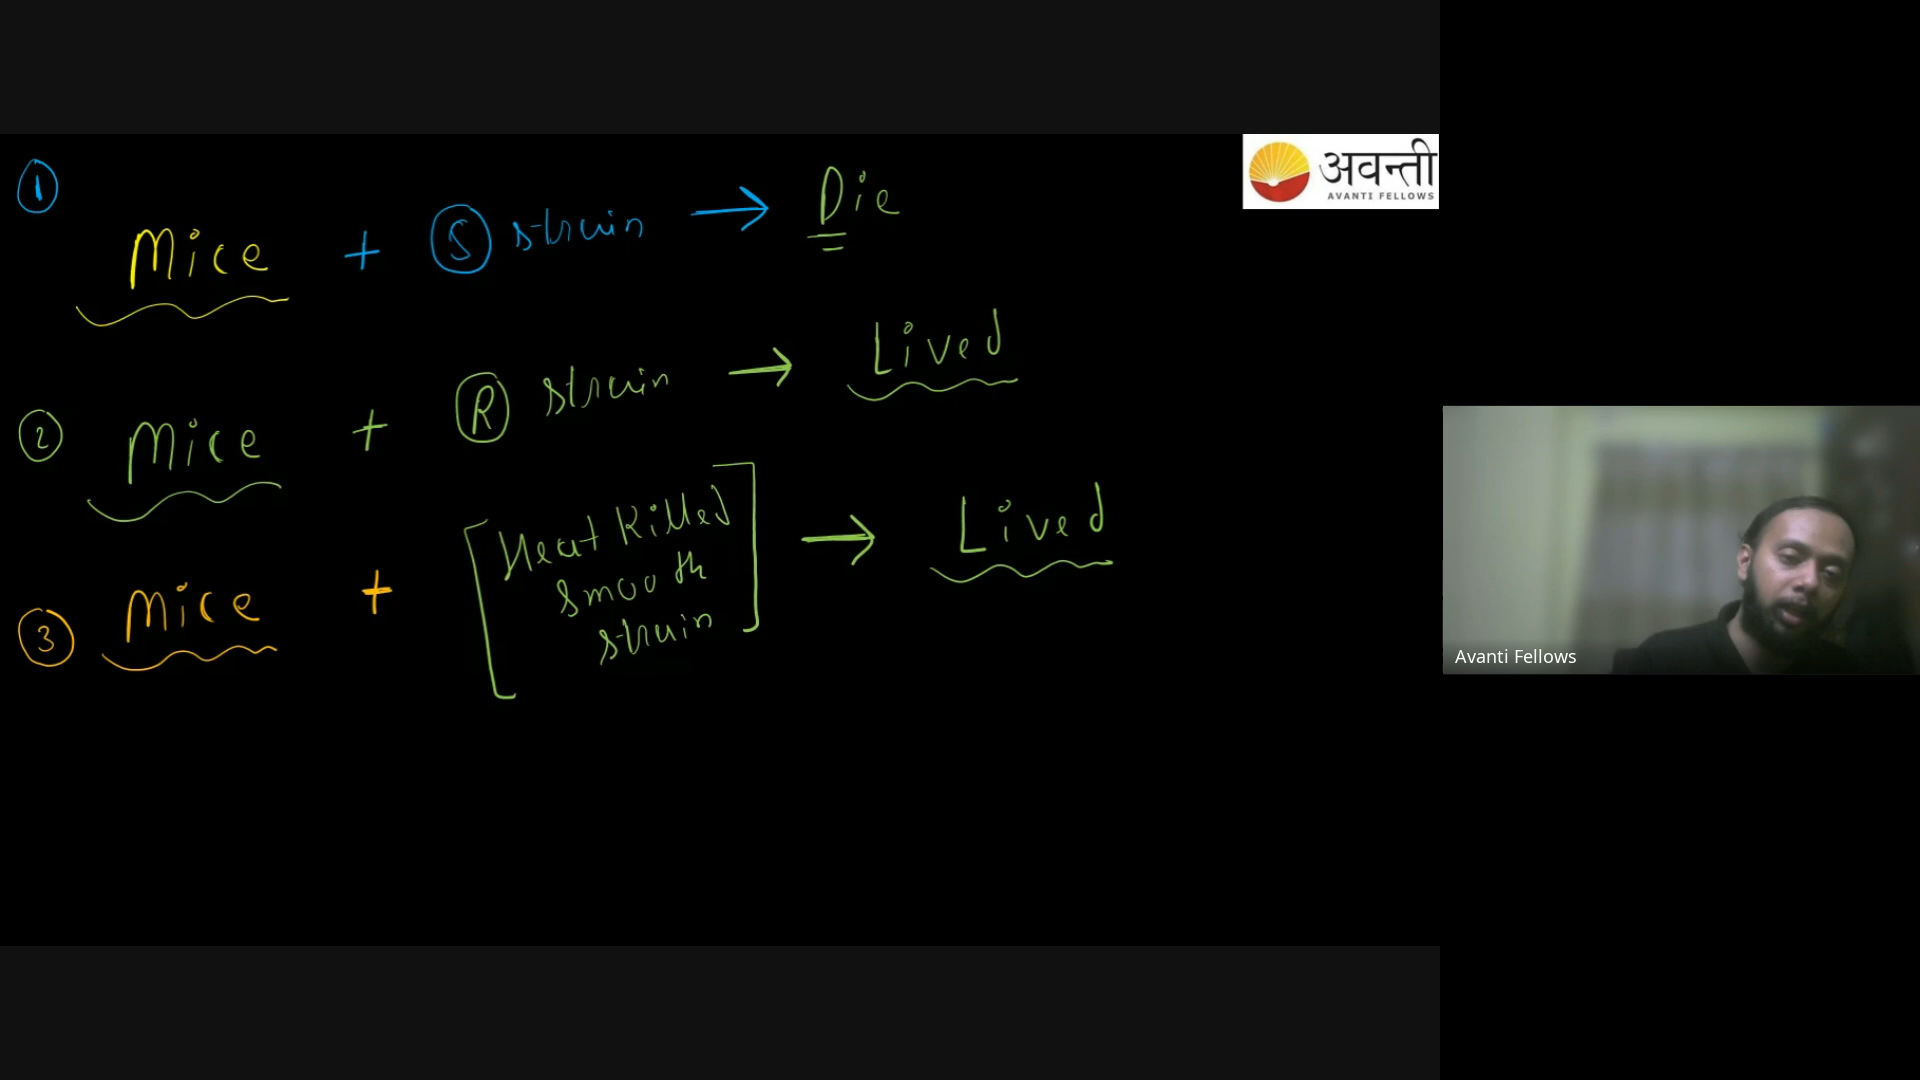 1
Mice + S strain → Die
2 Mice + R strain → Lived
3 Mice + [Heat Killed
smooth
strain] → Lived
अवन्ती
AVANTI FELLOWS
Avanti Fellows